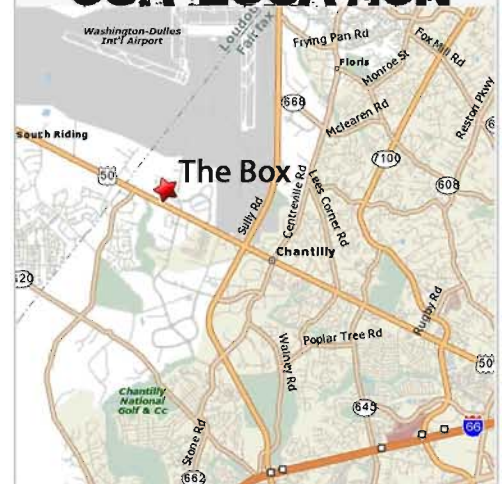 Washington-Dulles
Int'l Airport
Loudoun
Fairfax
Frying Pan Rd
Fox Mill Rd
Floris
Monroe St
668
Mclearen Rd
Reston Pkwy
South Riding
7100
50
The Box
608
Centreville Rd
Lees Corner Rd
Sully Rd
Chantilly
620
Rugby Rd
Poplar Tree Rd
Walney Rd
50
Chantilly
National
Golf & Cc
645
Stone Rd
66
662